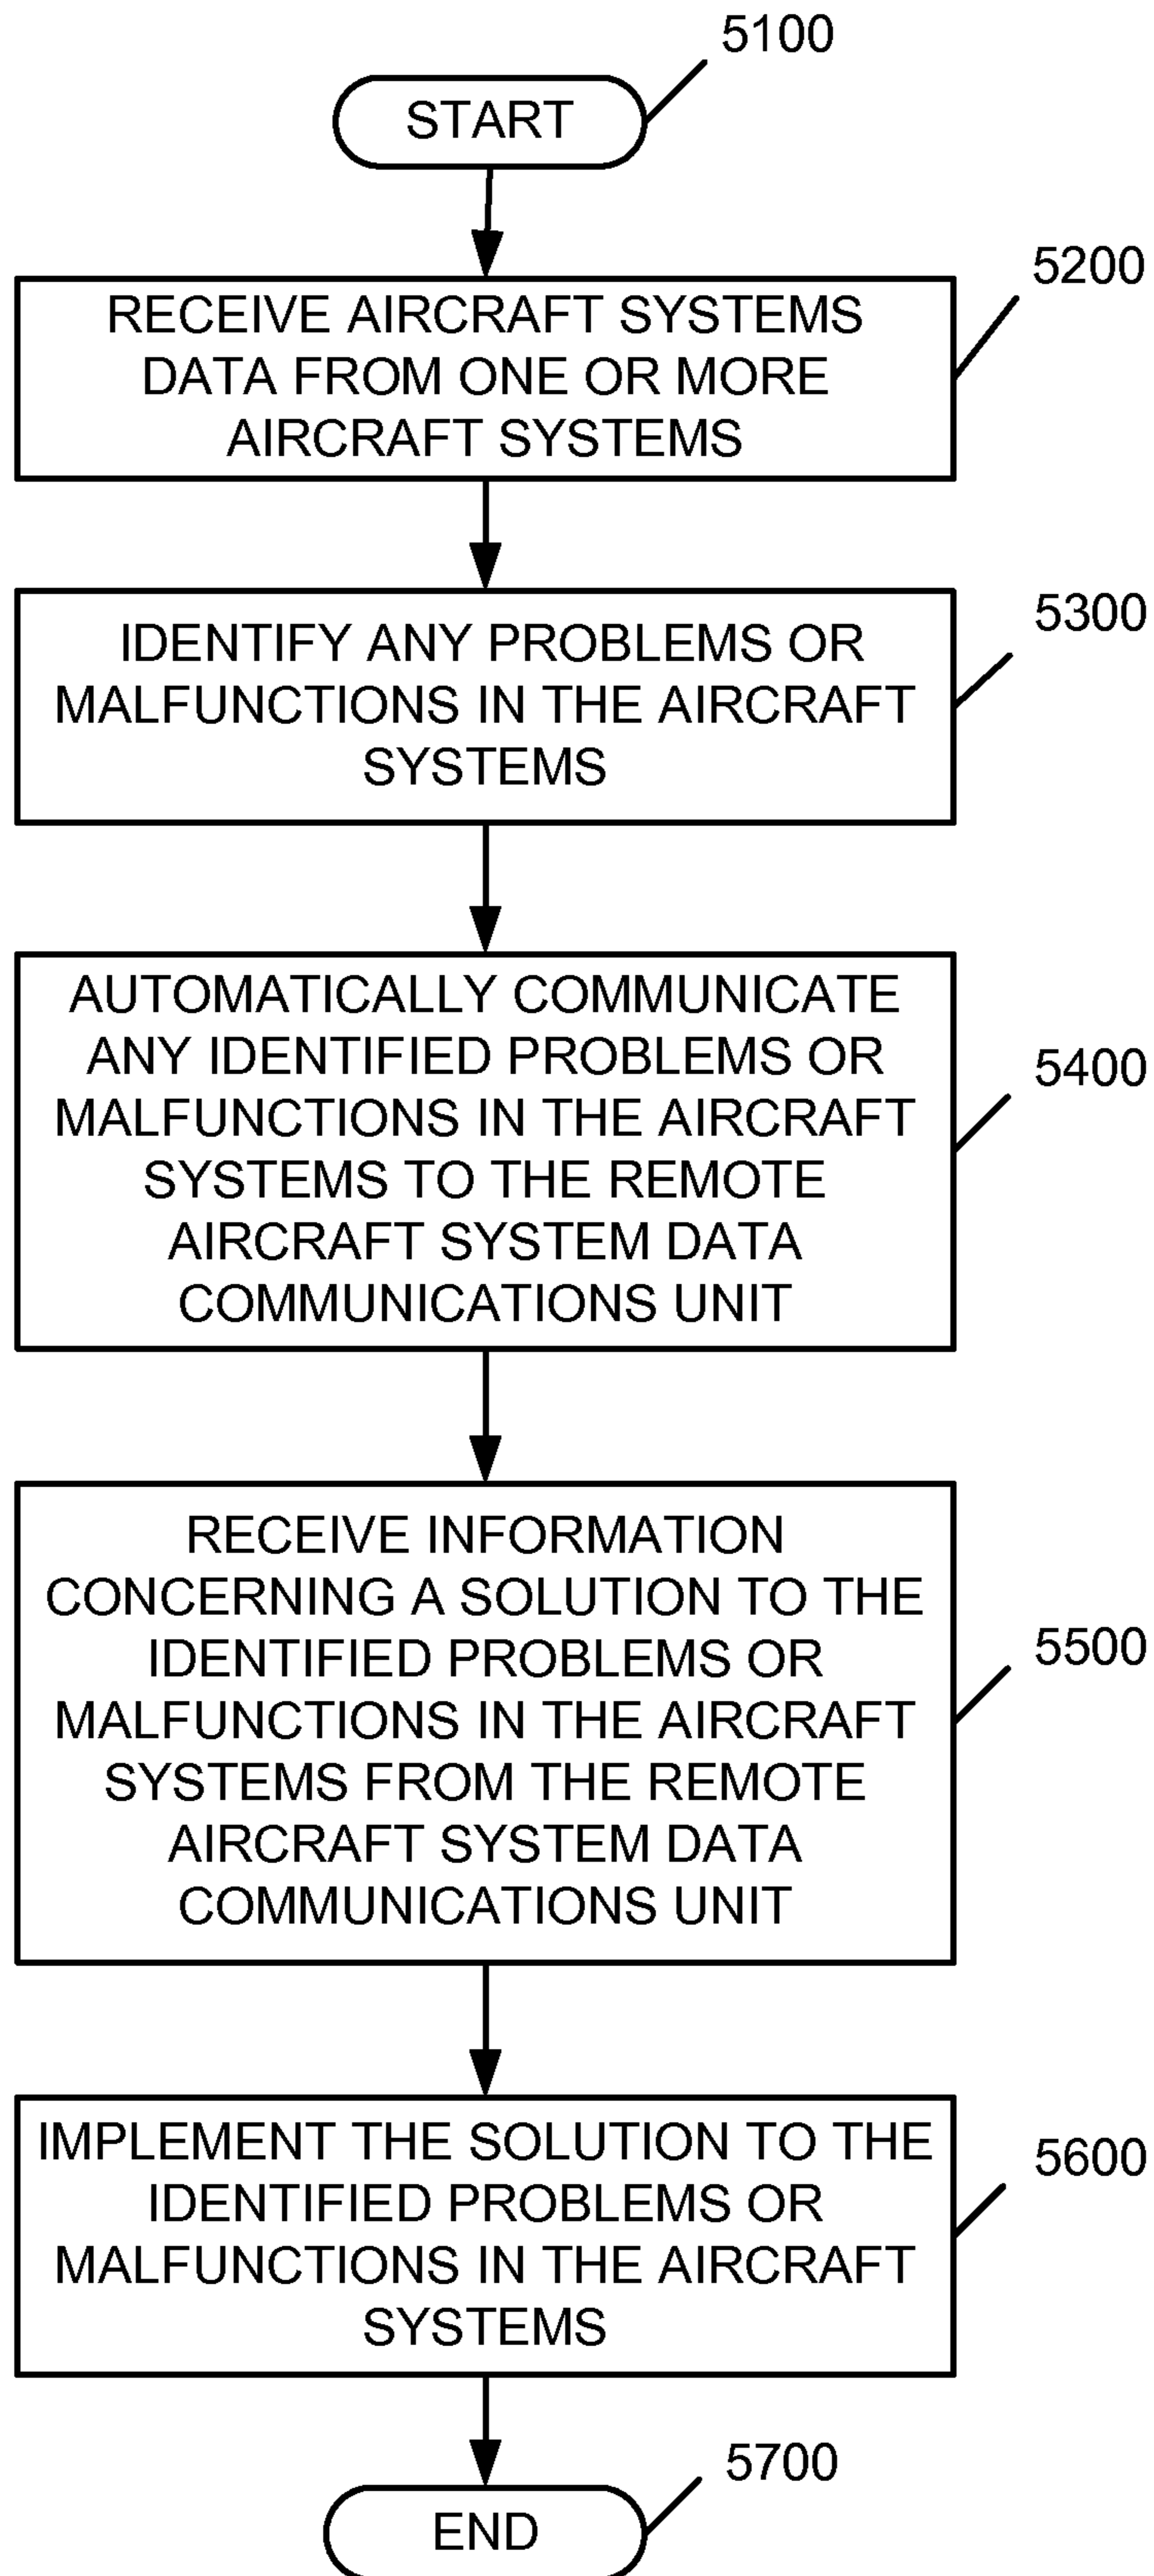 5100
START
5200
RECEIVE AIRCRAFT SYSTEMS
DATA FROM ONE OR MORE
AIRCRAFT SYSTEMS
5300
IDENTIFY ANY PROBLEMS OR
MALFUNCTIONS IN THE AIRCRAFT
SYSTEMS
5400
AUTOMATICALLY COMMUNICATE
ANY IDENTIFIED PROBLEMS OR
MALFUNCTIONS IN THE AIRCRAFT
SYSTEMS TO THE REMOTE
AIRCRAFT SYSTEM DATA
COMMUNICATIONS UNIT
5500
RECEIVE INFORMATION
CONCERNING A SOLUTION TO THE
IDENTIFIED PROBLEMS OR
MALFUNCTIONS IN THE AIRCRAFT
SYSTEMS FROM THE REMOTE
AIRCRAFT SYSTEM DATA
COMMUNICATIONS UNIT
5600
IMPLEMENT THE SOLUTION TO THE
IDENTIFIED PROBLEMS OR
MALFUNCTIONS IN THE AIRCRAFT
SYSTEMS
5700
END